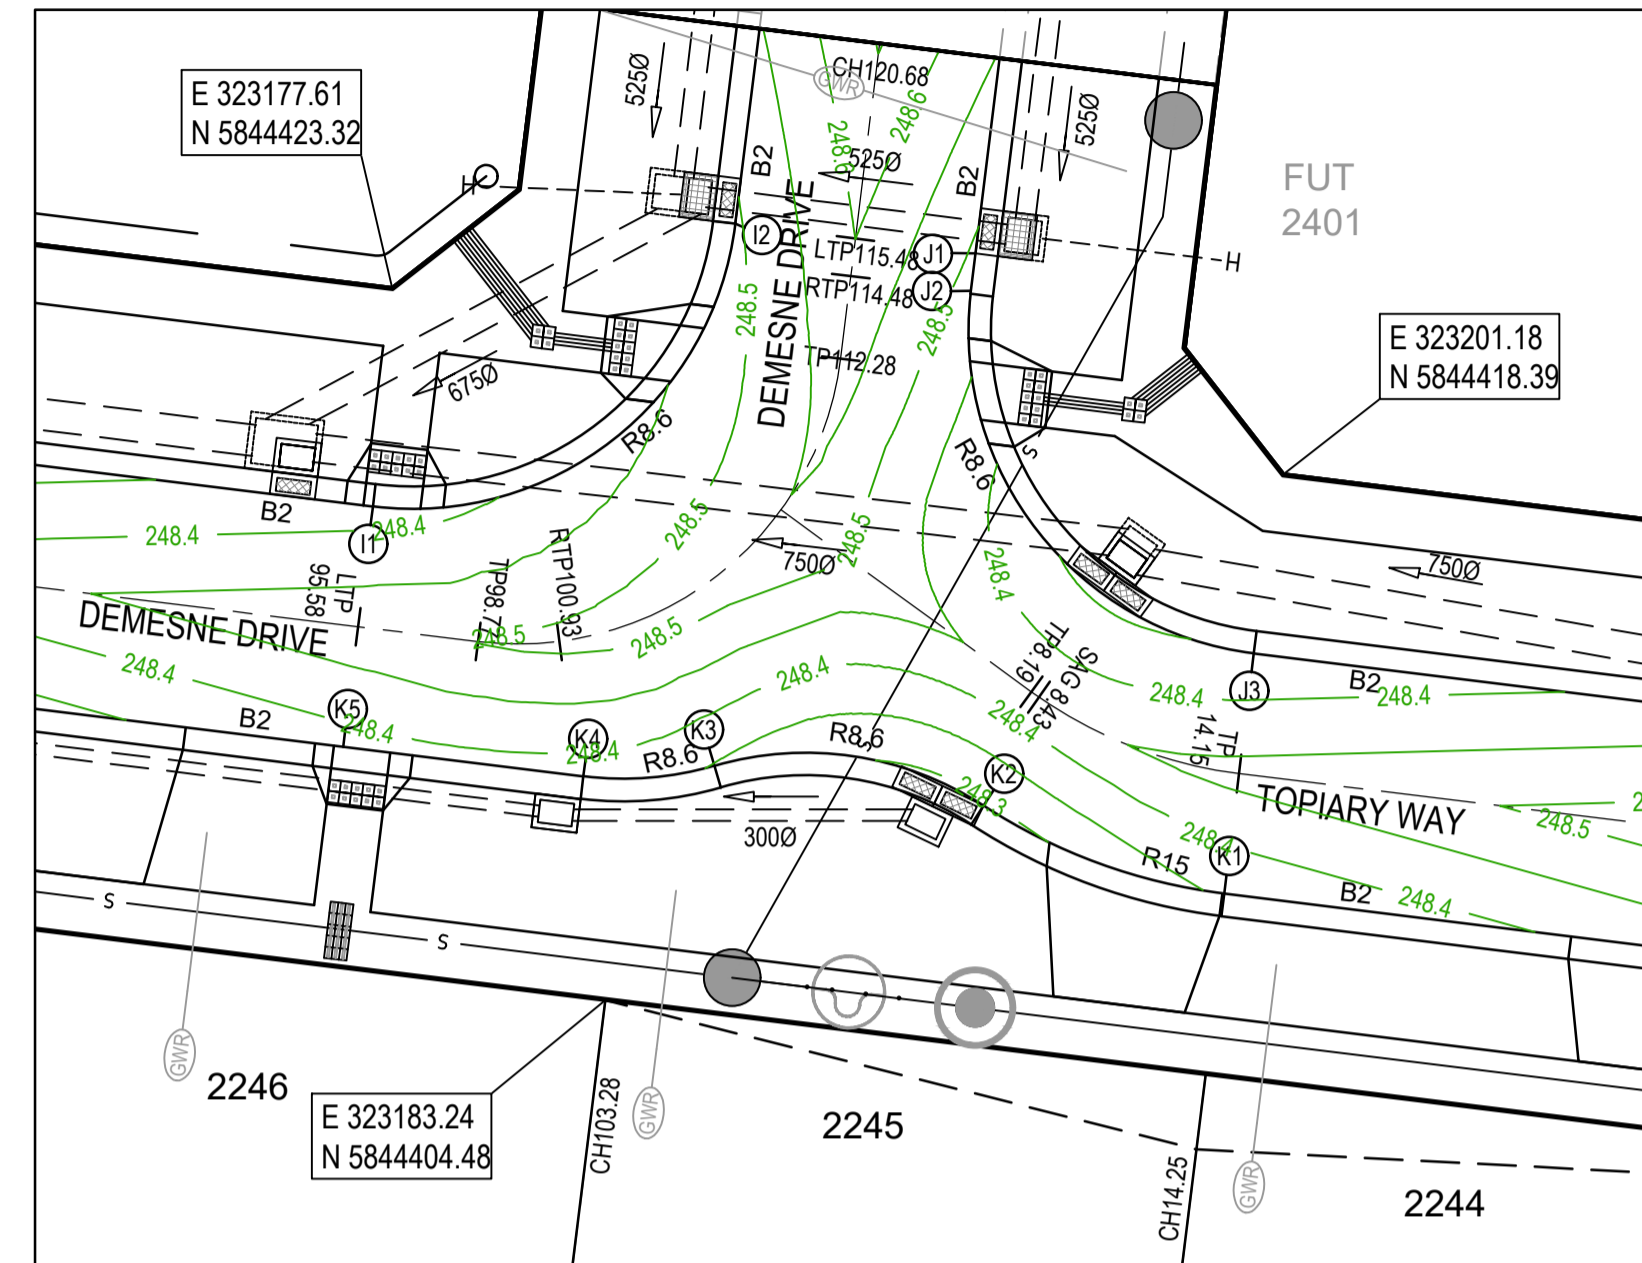 E 323177.61
N 5844423.32
525Ø
CH120.68
GWR
248.6
248.6
525Ø
525Ø
FUT
2401
B2
B2
H
H
I2
J1
J2
LTP115.48
RTP114.48
TP112.28
DEMESNE DRIVE
248.5
248.5
E 323201.18
N 5844418.39
675Ø
R8.6
R8.6
S
B2
248.4
248.4
I1
248.5
248.5
750Ø
750Ø
248.4
LTP
95.58
TP98.77
RTP100.93
DEMESNE DRIVE
248.5
248.5
248.4
248.4
TP8.19
SAG 8.43
248.4
J3
B2
248.4
K5
B2
248.4
K4
248.4
K3
R8.6
R8.6
S
248.4
K2
248.3
TP
14.15
TOPIARY WAY
248.5
300Ø
R15
248.4
K1
B2
248.4
S
S
GWR
2246
E 323183.24
N 5844404.48
CH103.28
GWR
2245
CH14.25
GWR
2244